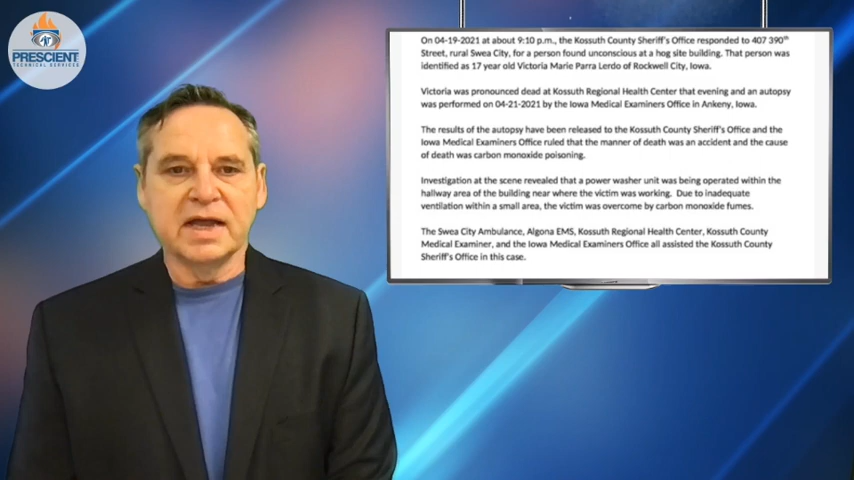 PRESCIENT
TECHNICAL SERVICES
On 04-19-2021 at about 9:10 p.m., the Kossuth County Sheriff's Office responded to 407 390th
Street, rural Swea City, for a person found unconscious at a hog site building. That person was
identified as 17 year old Victoria Marie Parra Lerdo of Rockwell City, Iowa.
Victoria was pronounced dead at Kossuth Regional Health Center that evening and an autopsy
was performed on 04-21-2021 by the Iowa Medical Examiners Office in Ankeny, Iowa.
The results of the autopsy have been released to the Kossuth County Sheriff's Office and the
Iowa Medical Examiners Office ruled that the manner of death was an accident and the cause
of death was carbon monoxide poisoning.
Investigation at the scene revealed that a power washer unit was being operated within the
hallway area of the building near where the victim was working. Due to inadequate
ventilation within a small area, the victim was overcome by carbon monoxide fumes.
The Swea City Ambulance, Algona EMS, Kossuth Regional Health Center, Kossuth County
Medical Examiner, and the Iowa Medical Examiners Office all assisted the Kossuth County
Sheriff's Office in this case.